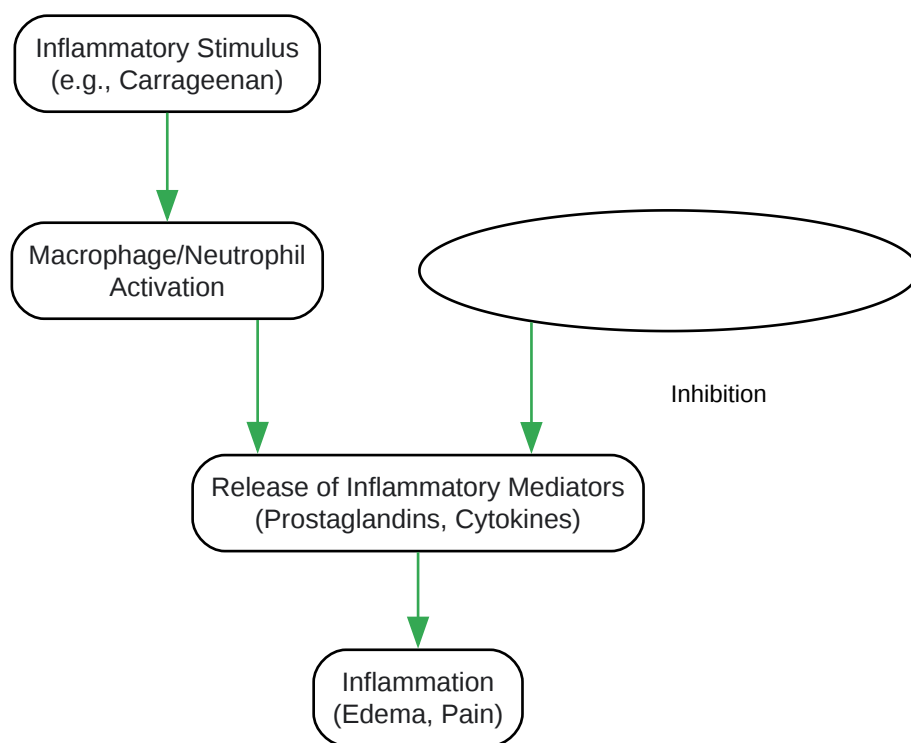 Inflammatory Stimulus
(e.g., Carrageenan)
Macrophage/Neutrophil
Activation
Inhibition
Release of Inflammatory Mediators
(Prostaglandins, Cytokines)
Inflammation
(Edema, Pain)